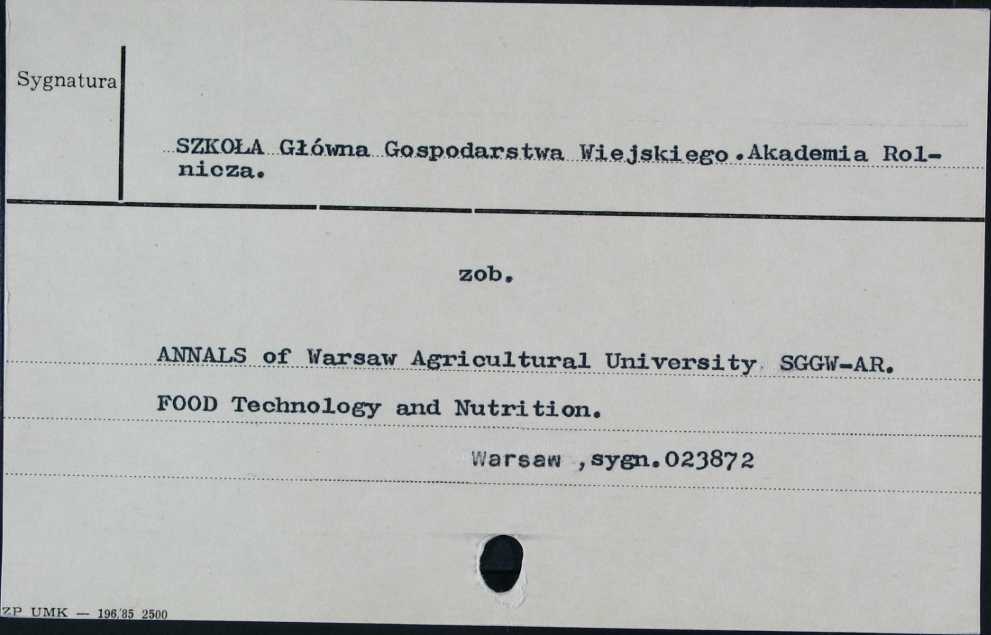 Sygnatura
SZKOŁA Główna Gospodarstwa Wiejskiego.Akademia Rol-
nicza.
zob.
ANNALS of Warsaw Agricultural University SGGW-AR.
FOOD Technology and Nutrition.
Warsaw ,sygn.023872
ZP UMK — 196/85 2500